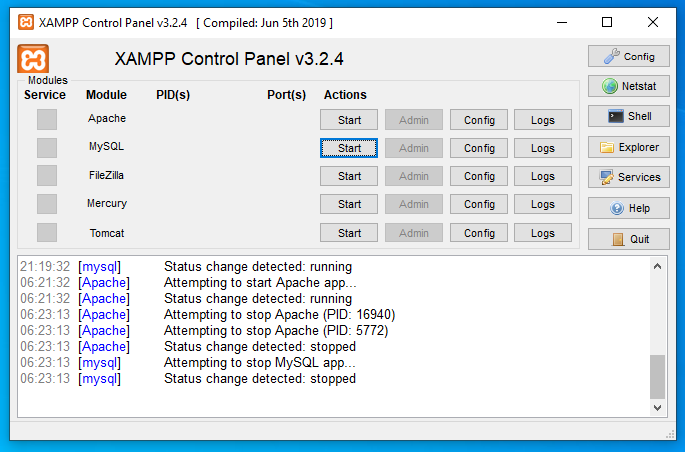 XAMPP Control Panel v3.2.4 [ Compiled: Jun 5th 2019 ]
XAMPP Control Panel v3.2.4
Config
Modules
Service Module PID(s) Port(s) Actions
Netstat
Apache Start Admin Config Logs
Shell
MySQL Start Admin Config Logs
Explorer
FileZilla Start Admin Config Logs
Services
Mercury Start Admin Config Logs
Help
Tomcat Start Admin Config Logs
Quit
21:19:32 [mysql] Status change detected: running
06:21:32 [Apache] Attempting to start Apache app...
06:21:32 [Apache] Status change detected: running
06:23:13 [Apache] Attempting to stop Apache (PID: 16940)
06:23:13 [Apache] Attempting to stop Apache (PID: 5772)
06:23:13 [Apache] Status change detected: stopped
06:23:13 [mysql] Attempting to stop MySQL app...
06:23:13 [mysql] Status change detected: stopped